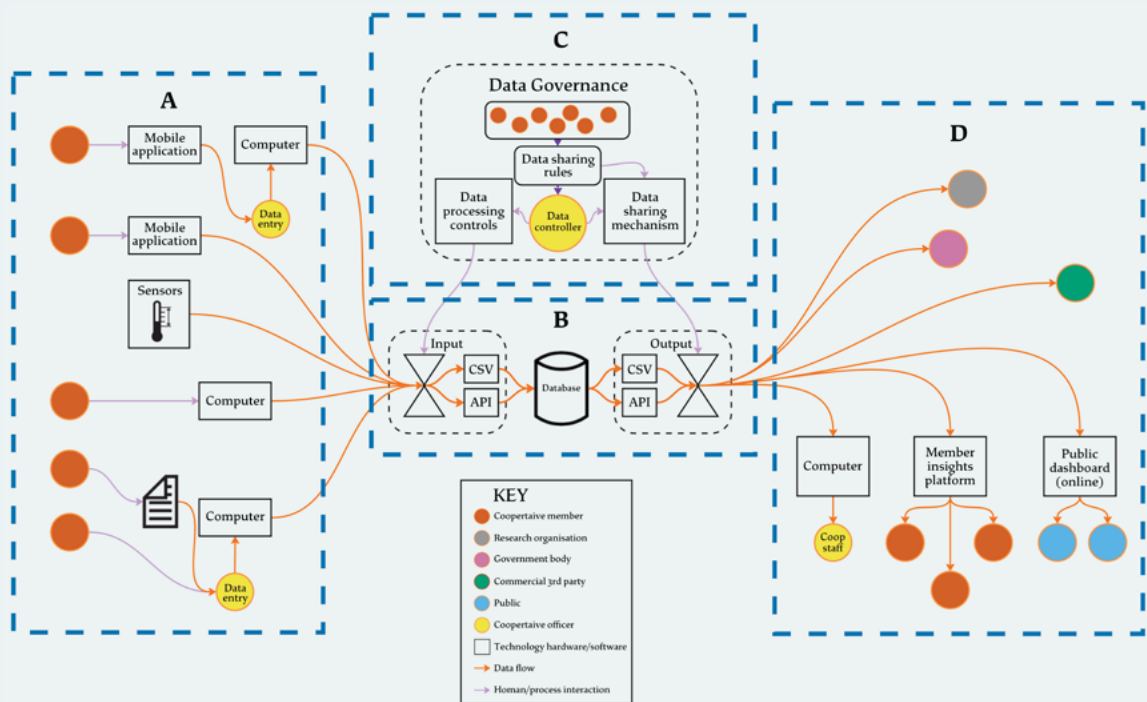 A
Mobile
application
Computer
Data
entry
Mobile
application
Sensors
Computer
Computer
Data
entry
C
Data Governance
Data sharing
rules
Data
processing
controls
Data
controller
Data
sharing
mechanism
B
Input
CSV
API
Database
Output
CSV
API
D
Computer
Member
insights
platform
Public
dashboard
(online)
Coop
staff
KEY
Coopertaive member
Research organisation
Government body
Commercial 3rd party
Public
Coopertaive officer
Technology hardware/software
Data flow
Human/process interaction